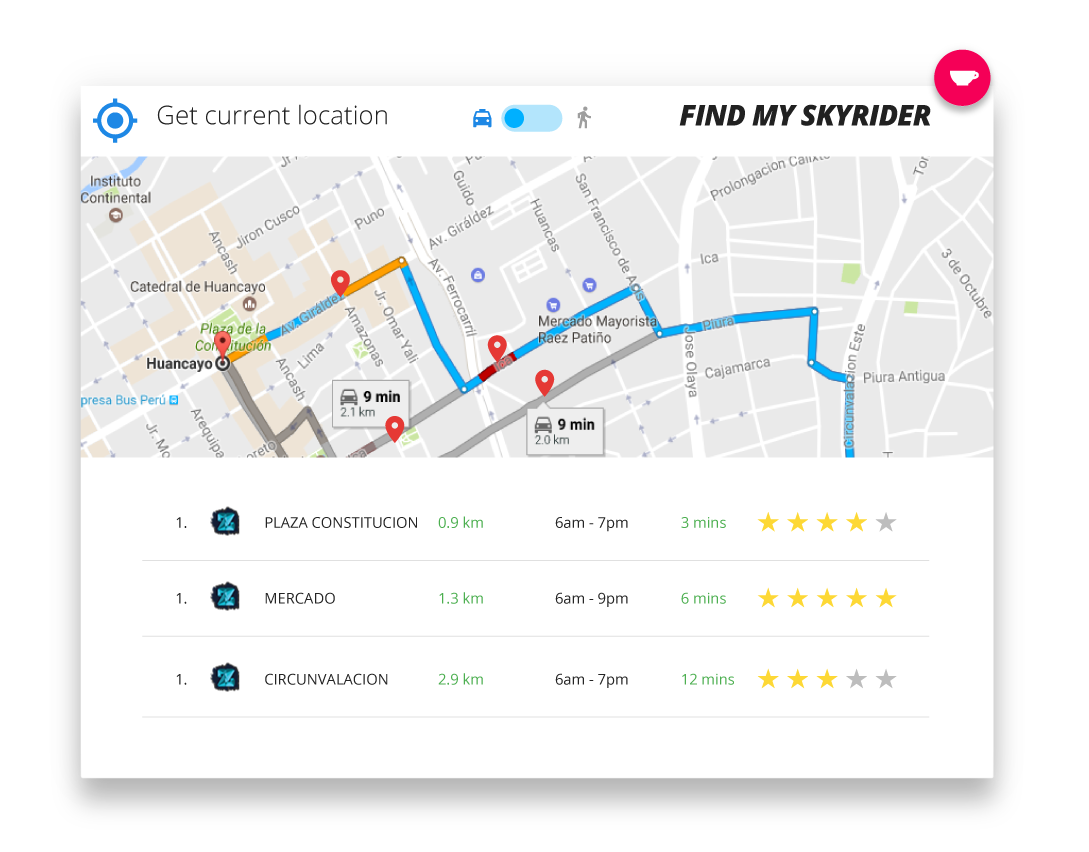 Get current location
FIND MY SKYRIDER
Instituto
Continental
Jiron Cusco
Puno
Guido
Av. Giráldez
Huancas
San Francisco de Asis
Prolongacion Calixto
Ancash
Av. Ferrocarril
Ica
3 de Octubre
Catedral de Huancayo
Av. Giráldez
Jr. Omar Yali
Amazonas
Plaza de la
Constitución
Lima
Mercado Mayorista
Raez Patiño
Piura
Huancayo
Ancash
Jose Olaya
Cajamarca
Circunvalacion Este
Piura Antigua
presa Bus Perú
Arequipa
9 min
2.1 km
Ica
9 min
2.0 km
1. PLAZA CONSTITUCION 0.9 km 6am - 7pm 3 mins
1. MERCADO 1.3 km 6am - 9pm 6 mins
1. CIRCUNVALACION 2.9 km 6am - 7pm 12 mins